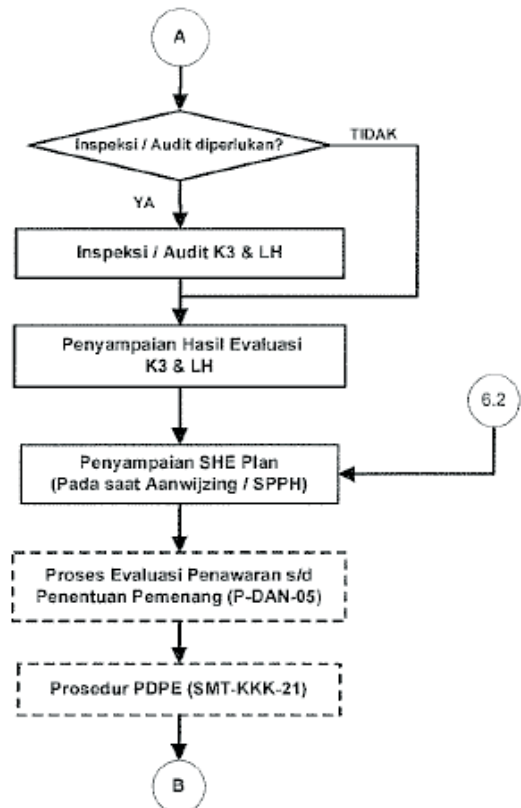 A
Inspeksi / Audit diperlukan?
TIDAK
YA
Inspeksi / Audit K3 & LH
Penyampaian Hasil Evaluasi
K3 & LH
6.2
Penyampaian SHE Plan
(Pada saat Aanwijzing / SPPH)
Proses Evaluasi Penawaran s/d
Penentuan Pemenang (P-DAN-05)
Prosedur PDPE (SMT-KKK-21)
B